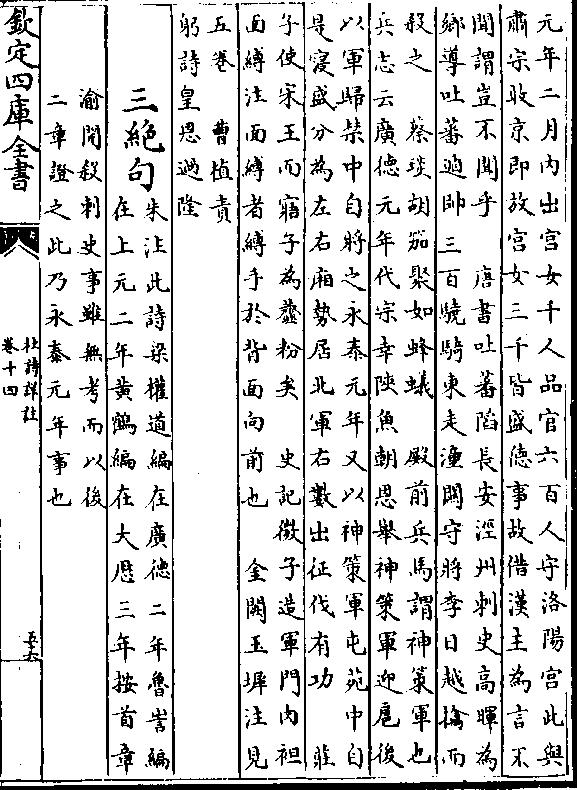 元年二月内出宮女千人品官六百人守洛陽宮此與
肅宗收京即放宮女三千皆盛徳事故借漢主為言不
聞謂豈不聞乎　唐書吐蕃陷長安涇州刺史高暉為
鄉導吐蕃遁帥三百驍騎東走潼關守將李日越擒而
殺之　蔡琰胡笳聚如蜂蟻　殿前兵馬謂神策軍也
兵志云廣德元年代宗幸陜魚朝恩舉神策軍迎扈後
以軍歸禁中自將之永泰元年又以神策軍屯苑中自
是寖盛分為左右廂勢居北軍右數出征伐有功　莊
子使宋王而寤子為虀粉矣　史記微子造軍門肉袒
面縛注面縛者縛手於背面向前也　金闕玉墀注見
五卷　曹植責
躬詩皇恩過隆
三絶句
朱注此詩梁權道編在廣德二年魯訔編
在上元二年黄鶴編在大厯三年按首章
渝開殺刺史事雖無考而以後
二章證之此乃永泰元年事也
欽定四庫全書
杜詩詳註
卷十四
五六